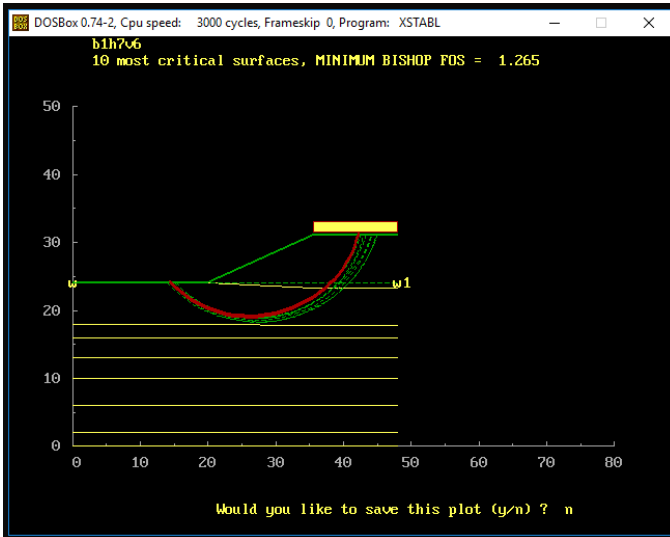 DOSBox 0.74-2, Cpu speed: 3000 cycles, Frameskip 0, Program: XSTABL
b1h7v6
10 most critical surfaces, MINIMUM BISHOP FOS = 1.265
50
40
30
w
w1
20
10
0
0 10 20 30 40 50 60 70 80
Would you like to save this plot (y/n) ? n